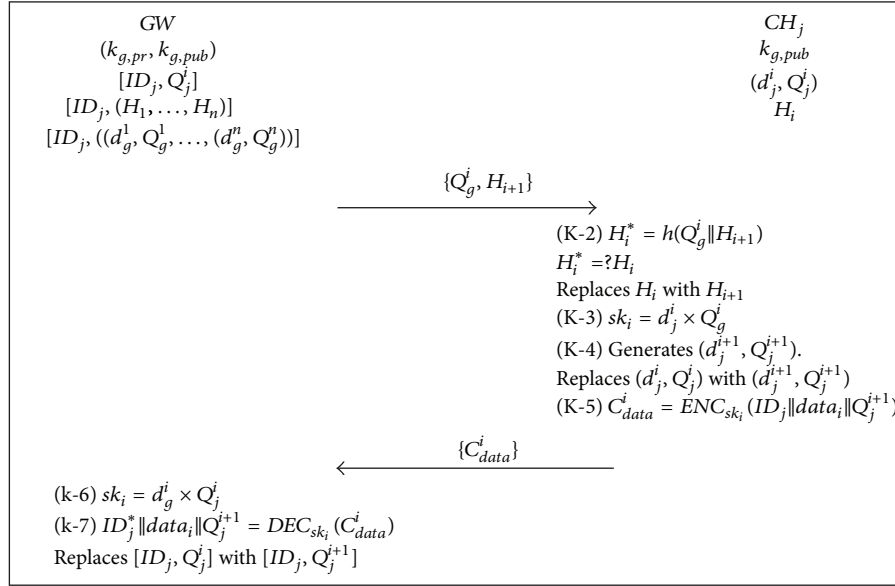 GW
(k_{g,pr}, k_{g,pub})
[ID_j, Q_j^i]
[ID_j, (H_1, . . . , H_n)]
[ID_j, ((d_g^1, Q_g^1, . . . , (d_g^n, Q_g^n))]
CH_j
k_{g,pub}
(d_j^i, Q_j^i)
H_i
{Q_g^i, H_{i+1}}
(K-2) H_i^* = h(Q_g^i‖H_{i+1})
H_i^* =?H_i
Replaces H_i with H_{i+1}
(K-3) sk_i = d_j^i × Q_g^i
(K-4) Generates (d_j^{i+1}, Q_j^{i+1}).
Replaces (d_j^i, Q_j^i) with (d_j^{i+1}, Q_j^{i+1})
(K-5) C_{data}^i = ENC_{sk_i}(ID_j‖data_i‖Q_j^{i+1})
{C_{data}^i}
(k-6) sk_i = d_g^i × Q_j^i
(k-7) ID_j^*‖data_i‖Q_j^{i+1} = DEC_{sk_i}(C_{data}^i)
Replaces [ID_j, Q_j^i] with [ID_j, Q_j^{i+1}]